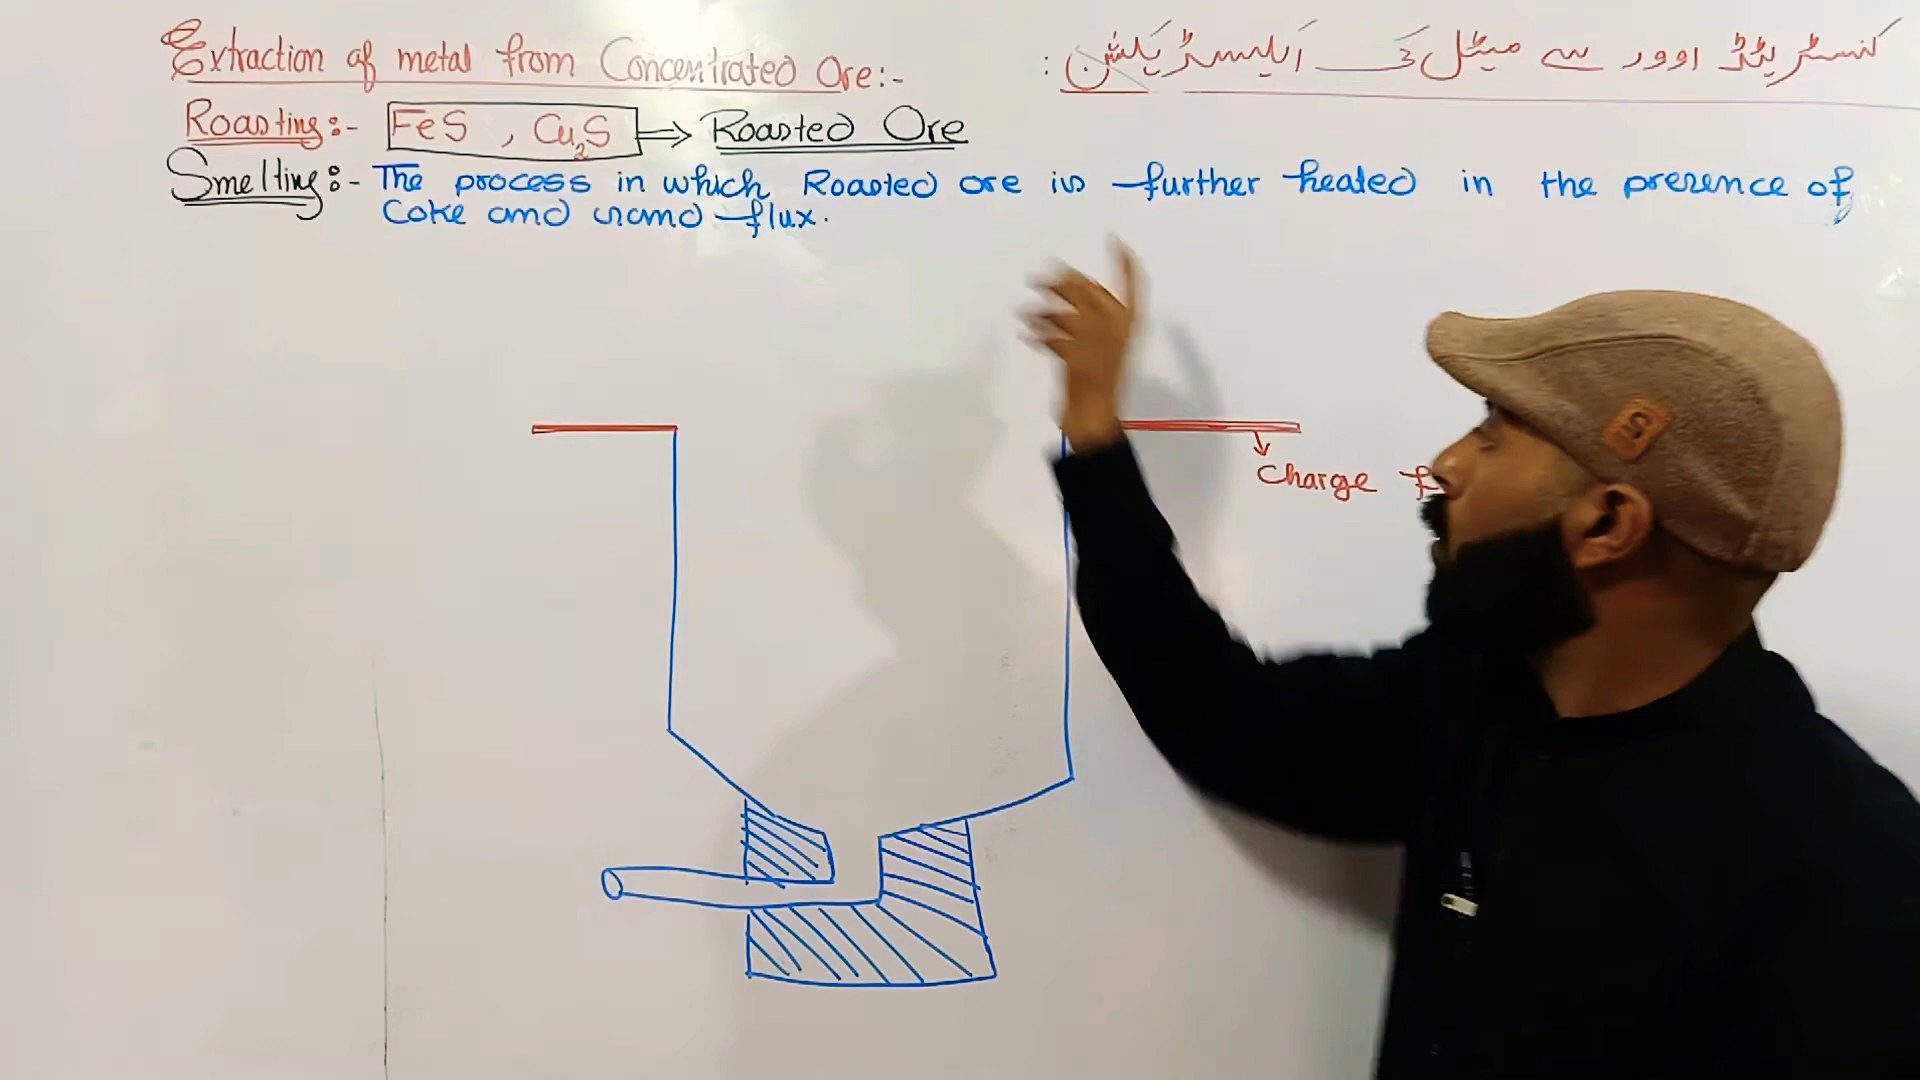 Extraction of metal from Concentrated Ore:-
کنسنٹریٹڈ اوور سے میٹل کی ایکسٹریکشن :
Roasting:- FeS , Cu₂S ⇒ Roasted Ore
Smelting:- The process in which Roasted ore is further heated in the presence of
Coke and sand flux.
Charge
S